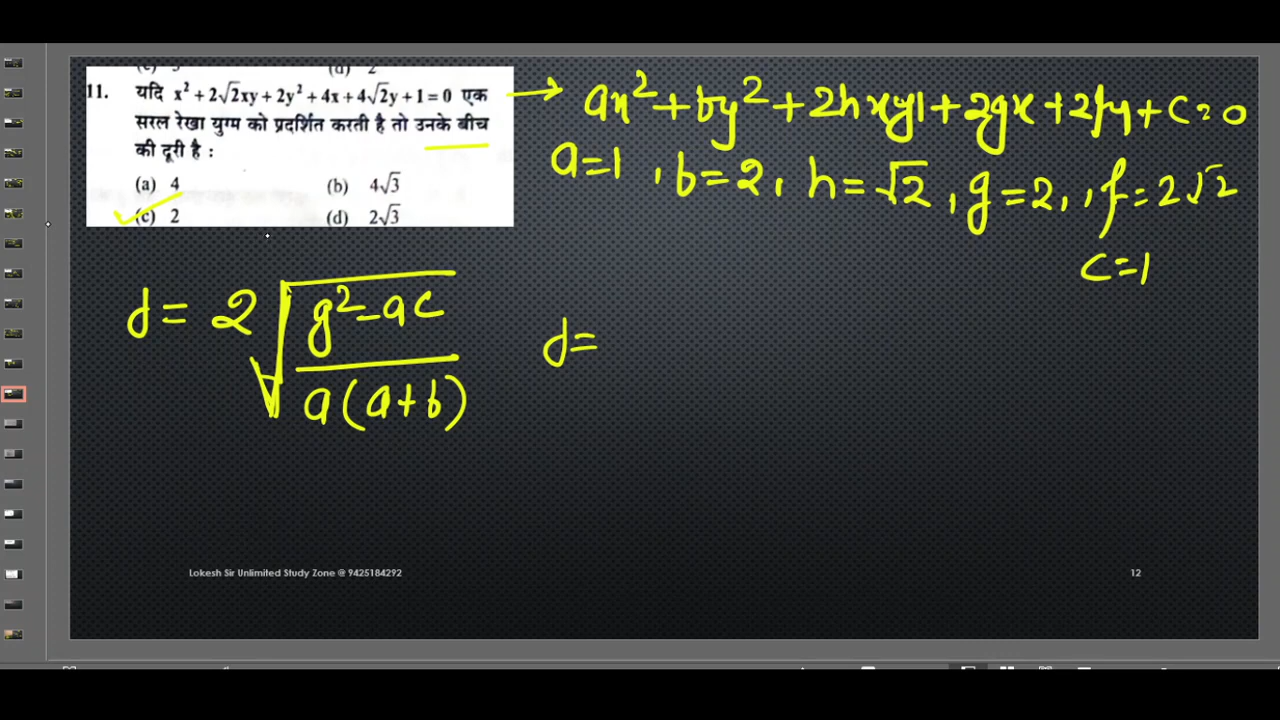 11. यदि x² + 2√2xy + 2y² + 4x + 4√2y + 1 = 0 एक
सरल रेखा युग्म को प्रदर्शित करती है तो उनके बीच
की दूरी है :
(a) 4 (b) 4√3
(c) 2 (d) 2√3
ax² + by² + 2hxy + 2gx + 2fy + c = 0
a = 1, b = 2, h = √2, g = 2, f = 2√2
c = 1
d = 2√(g² - ac / a(a + b))
d =
Lokesh Sir Unlimited Study Zone @ 9425184292
12